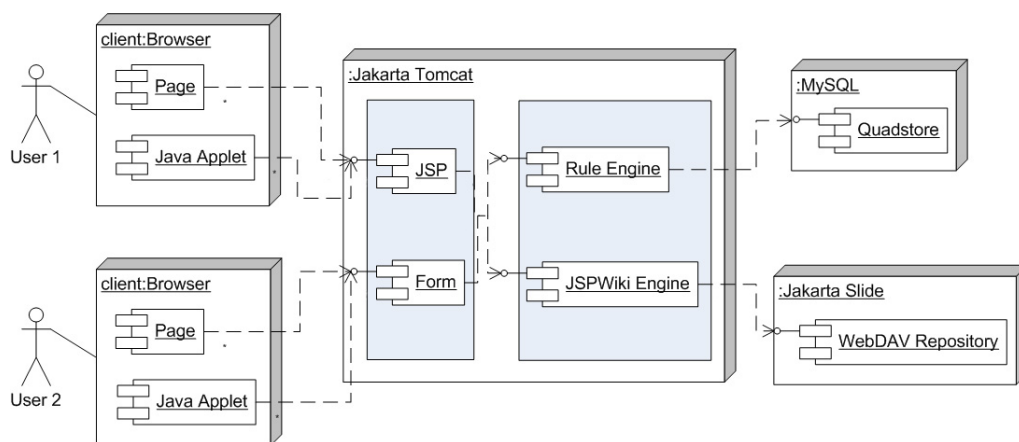 client:Browser
Page
*
Java Applet
*
User 1
client:Browser
Page
*
Java Applet
*
User 2
:Jakarta Tomcat
JSP
Form
Rule Engine
JSPWiki Engine
:MySQL
Quadstore
:Jakarta Slide
WebDAV Repository